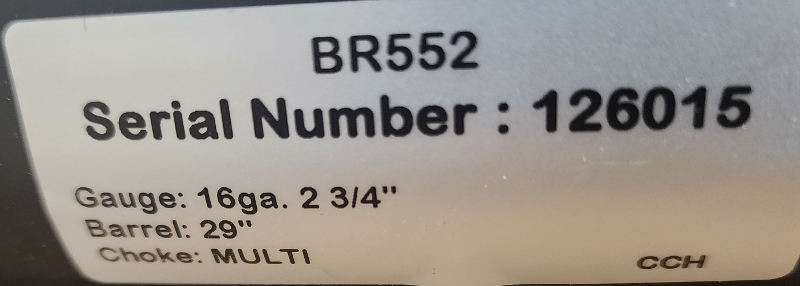 BR552
Serial Number : 126015
Gauge: 16ga. 2 3/4"
Barrel: 29"
Choke: MULTI
CCH